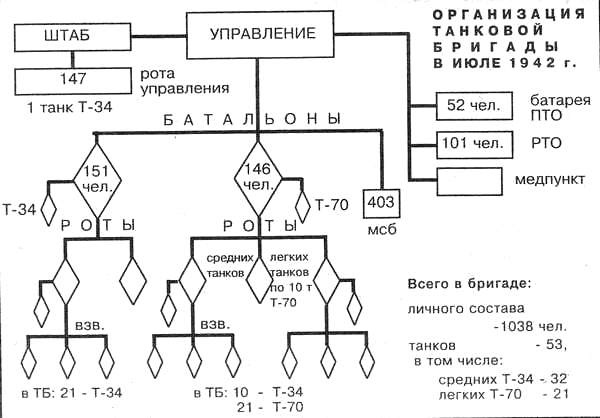 ОРГАНИЗАЦИЯ
ТАНКОВОЙ
БРИГАДЫ
В ИЮЛЕ 1942 г.
ШТАБ
УПРАВЛЕНИЕ
147
рота
управления
1 танк Т-34
52 чел.
батарея
ПТО
101 чел.
РТО
медпункт
БАТАЛЬОНЫ
151
чел.
146
чел.
403
мсб
Т-34
Т-70
РОТЫ
РОТЫ
средних
танков
легких
танков
по 10 т
Т-70
взв.
взв.
в ТБ: 21 - Т-34
в ТБ: 10 - Т-34
21 - Т-70
Всего в бригаде:
личного состава
-1038 чел.
танков - 53,
в том числе:
средних Т-34 - 32
легких Т-70 - 21